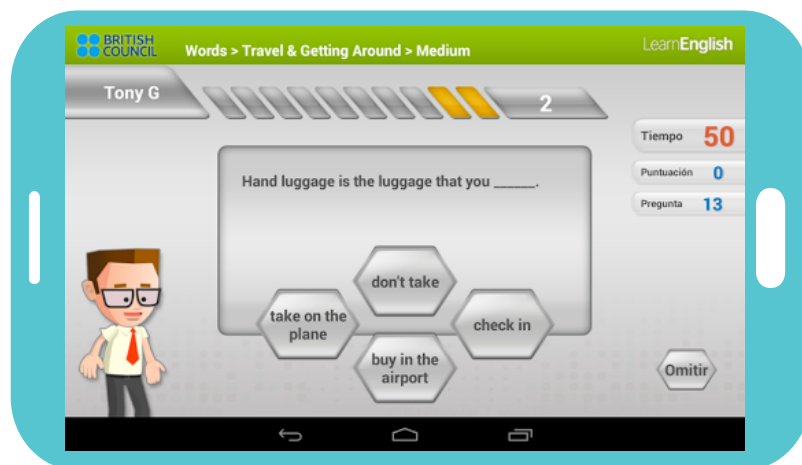 BRITISH
COUNCIL
Words > Travel & Getting Around > Medium
LearnEnglish
Tony G
2
Tiempo 50
Puntuación 0
Pregunta 13
Hand luggage is the luggage that you ______.
don't take
take on the
plane
check in
buy in the
airport
Omitir